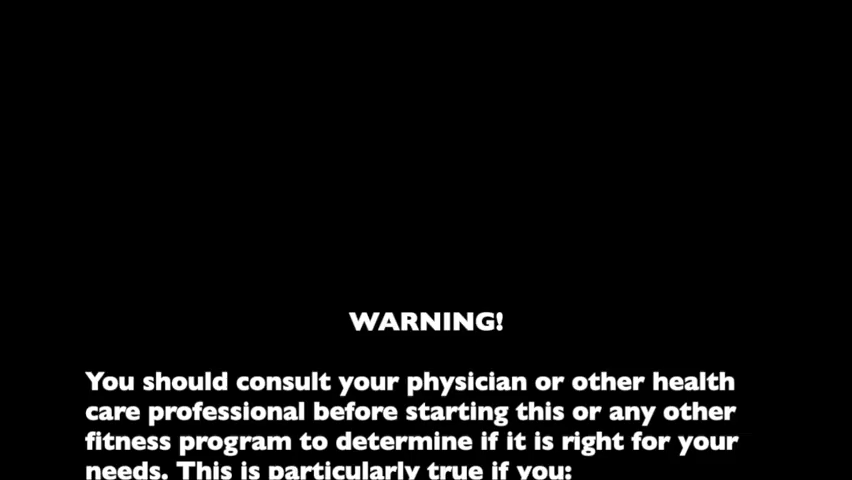 WARNING!
You should consult your physician or other health
care professional before starting this or any other
fitness program to determine if it is right for your
needs. This is particularly true if you: